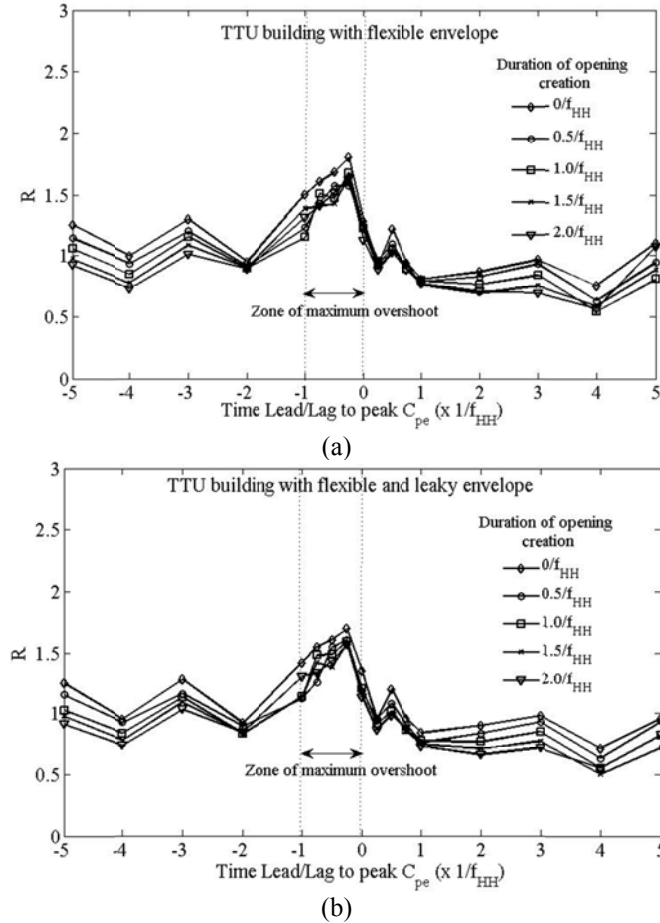 3
TTU building with flexible envelope
Duration of opening
creation
2.5
0/f_HH
0.5/f_HH
2
1.0/f_HH
1.5/f_HH
R
1.5
2.0/f_HH
1
0.5
Zone of maximum overshoot
0
-5 -4 -3 -2 -1 0 1 2 3 4 5
Time Lead/Lag to peak C_pe (x 1/f_HH)
(a)
3
TTU building with flexible and leaky envelope
Duration of opening
creation
2.5
0/f_HH
0.5/f_HH
2
1.0/f_HH
1.5/f_HH
R
1.5
2.0/f_HH
1
0.5
Zone of maximum overshoot
0
-5 -4 -3 -2 -1 0 1 2 3 4 5
Time Lead/Lag to peak C_pe (x 1/f_HH)
(b)